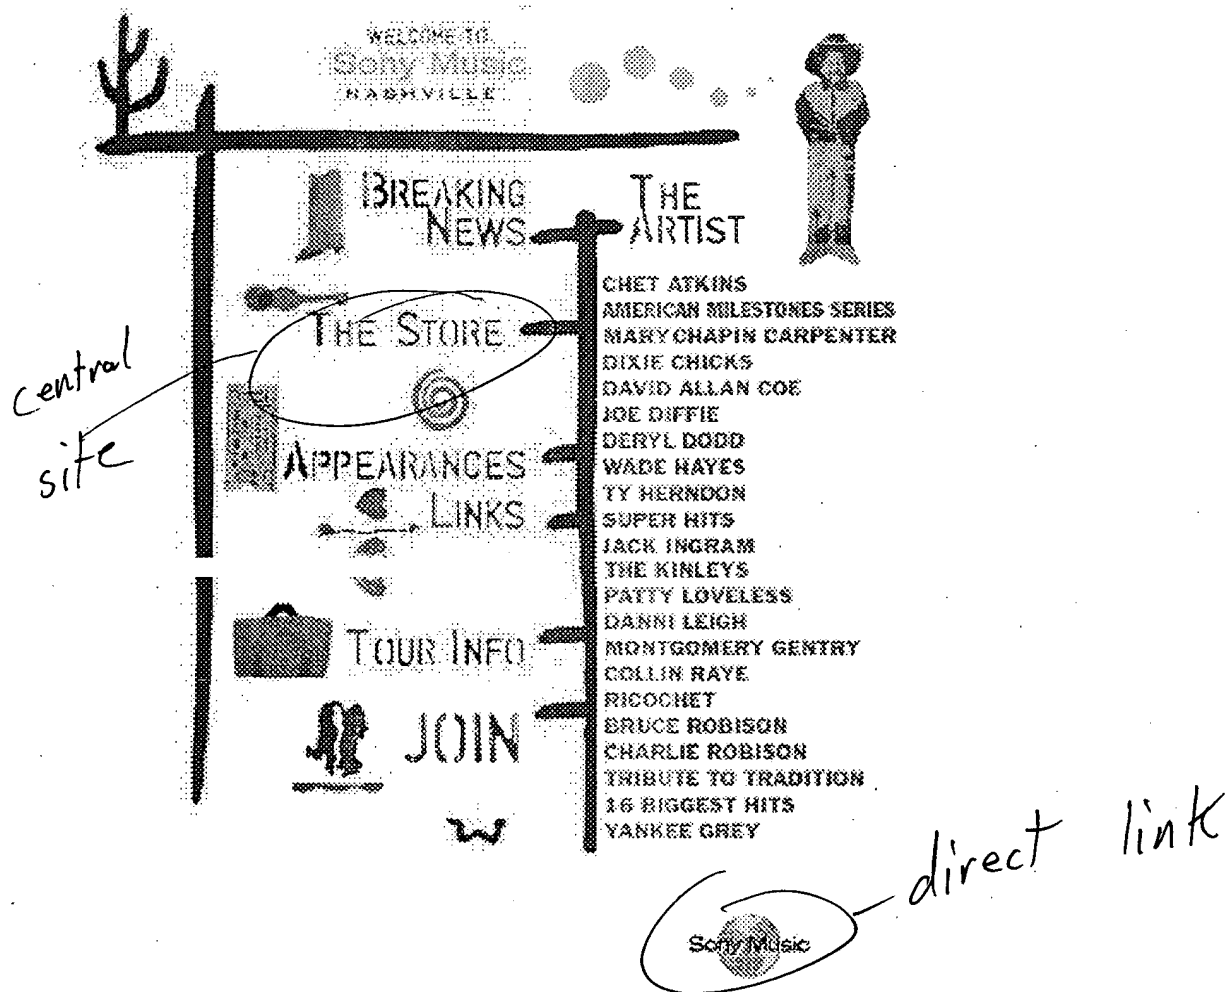 WELCOME TO
Sony Music
NASHVILLE
BREAKING
NEWS
THE
ARTIST
THE STORE
APPEARANCES
LINKS
TOUR INFO
JOIN
CHET ATKINS
AMERICAN MILESTONES SERIES
MARY CHAPIN CARPENTER
DIXIE CHICKS
DAVID ALLAN COE
JOE DIFFIE
DERYL DODD
WADE HAYES
TY HERNDON
SUPER HITS
JACK INGRAM
THE KINLEYS
PATTY LOVELESS
DANNI LEIGH
MONTGOMERY GENTRY
COLLIN RAYE
RICOCHET
BRUCE ROBISON
CHARLIE ROBISON
TRIBUTE TO TRADITION
16 BIGGEST HITS
YANKEE GREY
central
site
Sony Music
direct link